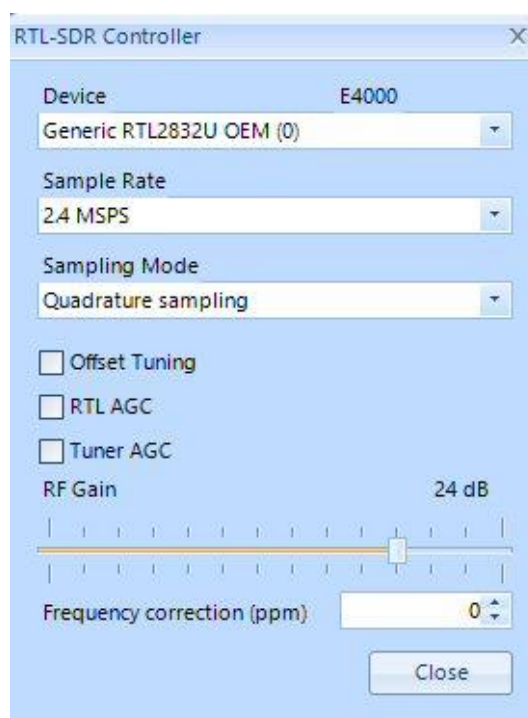 RTL-SDR Controller X
Device E4000
Generic RTL2832U OEM (0)
Sample Rate
2.4 MSPS
Sampling Mode
Quadrature sampling
Offset Tuning
RTL AGC
Tuner AGC
RF Gain 24 dB
Frequency correction (ppm) 0
Close